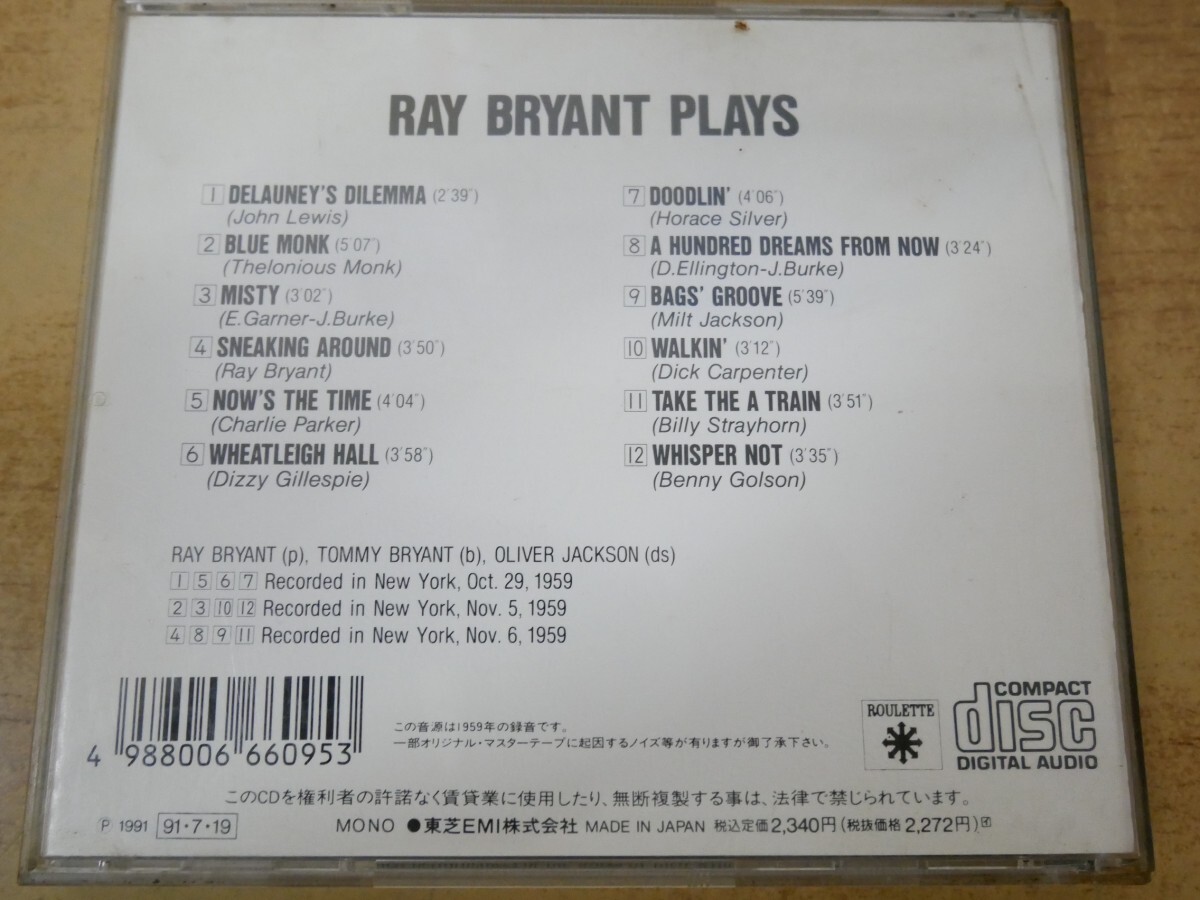 RAY BRYANT PLAYS
1 DELAUNEY'S DILEMMA (2'39")
(John Lewis)
2 BLUE MONK (5'07")
(Thelonious Monk)
3 MISTY (3'02")
(E.Garner-J.Burke)
4 SNEAKING AROUND (3'50")
(Ray Bryant)
5 NOW'S THE TIME (4'04")
(Charlie Parker)
6 WHEATLEIGH HALL (3'58")
(Dizzy Gillespie)
7 DOODLIN' (4'06")
(Horace Silver)
8 A HUNDRED DREAMS FROM NOW (3'24")
(D.Ellington-J.Burke)
9 BAGS' GROOVE (5'39")
(Milt Jackson)
10 WALKIN' (3'12")
(Dick Carpenter)
11 TAKE THE A TRAIN (3'51")
(Billy Strayhorn)
12 WHISPER NOT (3'35")
(Benny Golson)
RAY BRYANT (p), TOMMY BRYANT (b), OLIVER JACKSON (ds)
1 5 6 7 Recorded in New York, Oct. 29, 1959
2 3 10 12 Recorded in New York, Nov. 5, 1959
4 8 9 11 Recorded in New York, Nov. 6, 1959
4 988006 660953
この音源は1959年の録音です。
一部オリジナル・マスターテープに起因するノイズ等が有りますが御了承下さい。
ROULETTE
COMPACT
disc
DIGITAL AUDIO
このCDを権利者の許諾なく賃貸業に使用したり、無断複製する事は、法律で禁じられています。
Ⓟ 1991 91・7・19 MONO ●東芝EMI株式会社 MADE IN JAPAN 税込定価2,340円(税抜価格2,272円)